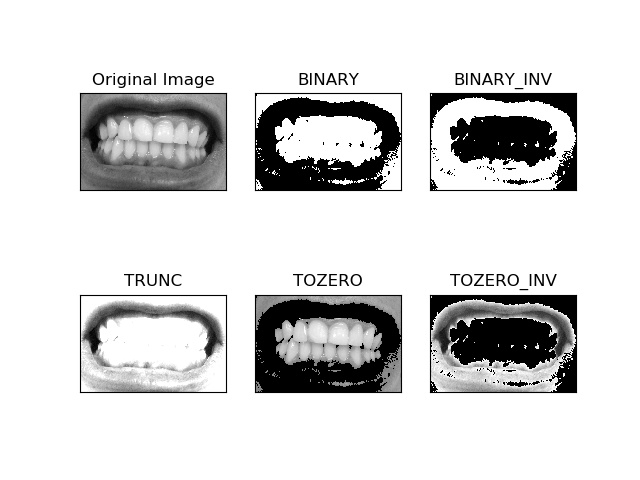 Original Image
BINARY
BINARY_INV
TRUNC
TOZERO
TOZERO_INV